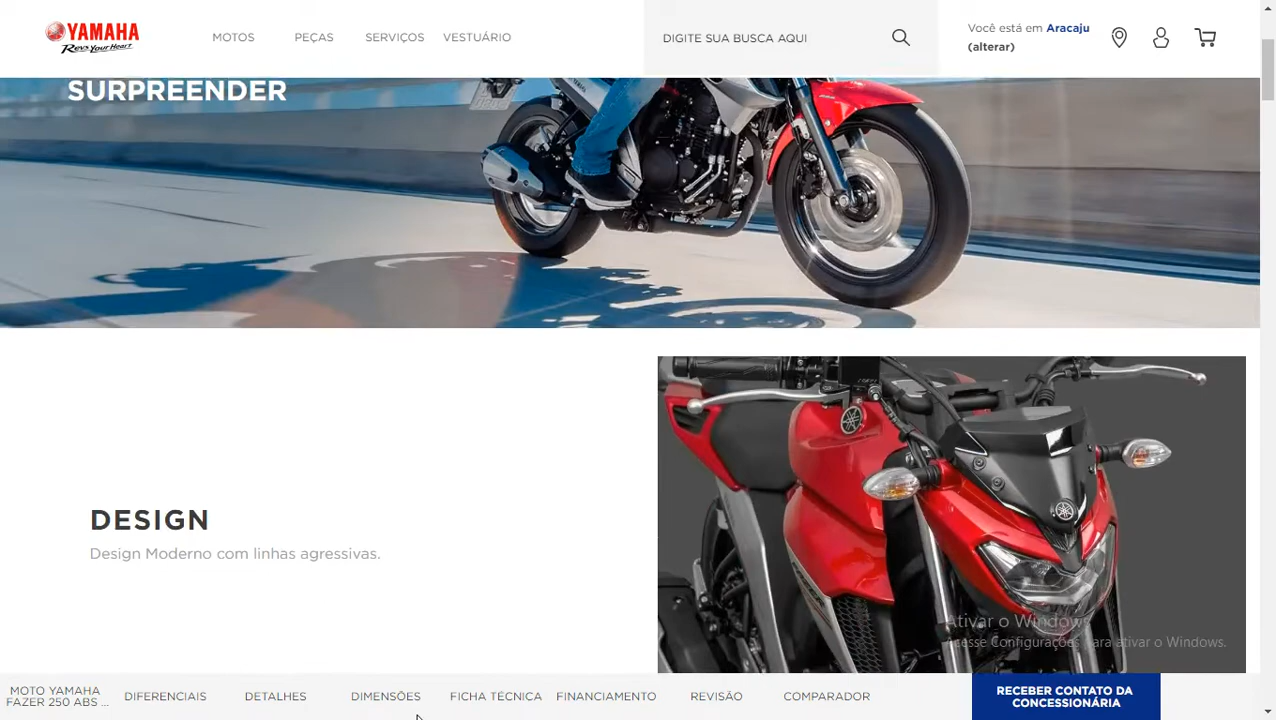 YAMAHA
Revs Your Heart
MOTOS
PEÇAS
SERVIÇOS
VESTUÁRIO
DIGITE SUA BUSCA AQUI
Você está em Aracaju
(alterar)
SURPREENDER
DESIGN
Design Moderno com linhas agressivas.
Ativar o Windows
Acesse Configurações para ativar o Windows.
MOTO YAMAHA
FAZER 250 ABS ...
DIFERENCIAIS
DETALHES
DIMENSÕES
FICHA TÉCNICA
FINANCIAMENTO
REVISÃO
COMPARADOR
RECEBER CONTATO DA
CONCESSIONÁRIA